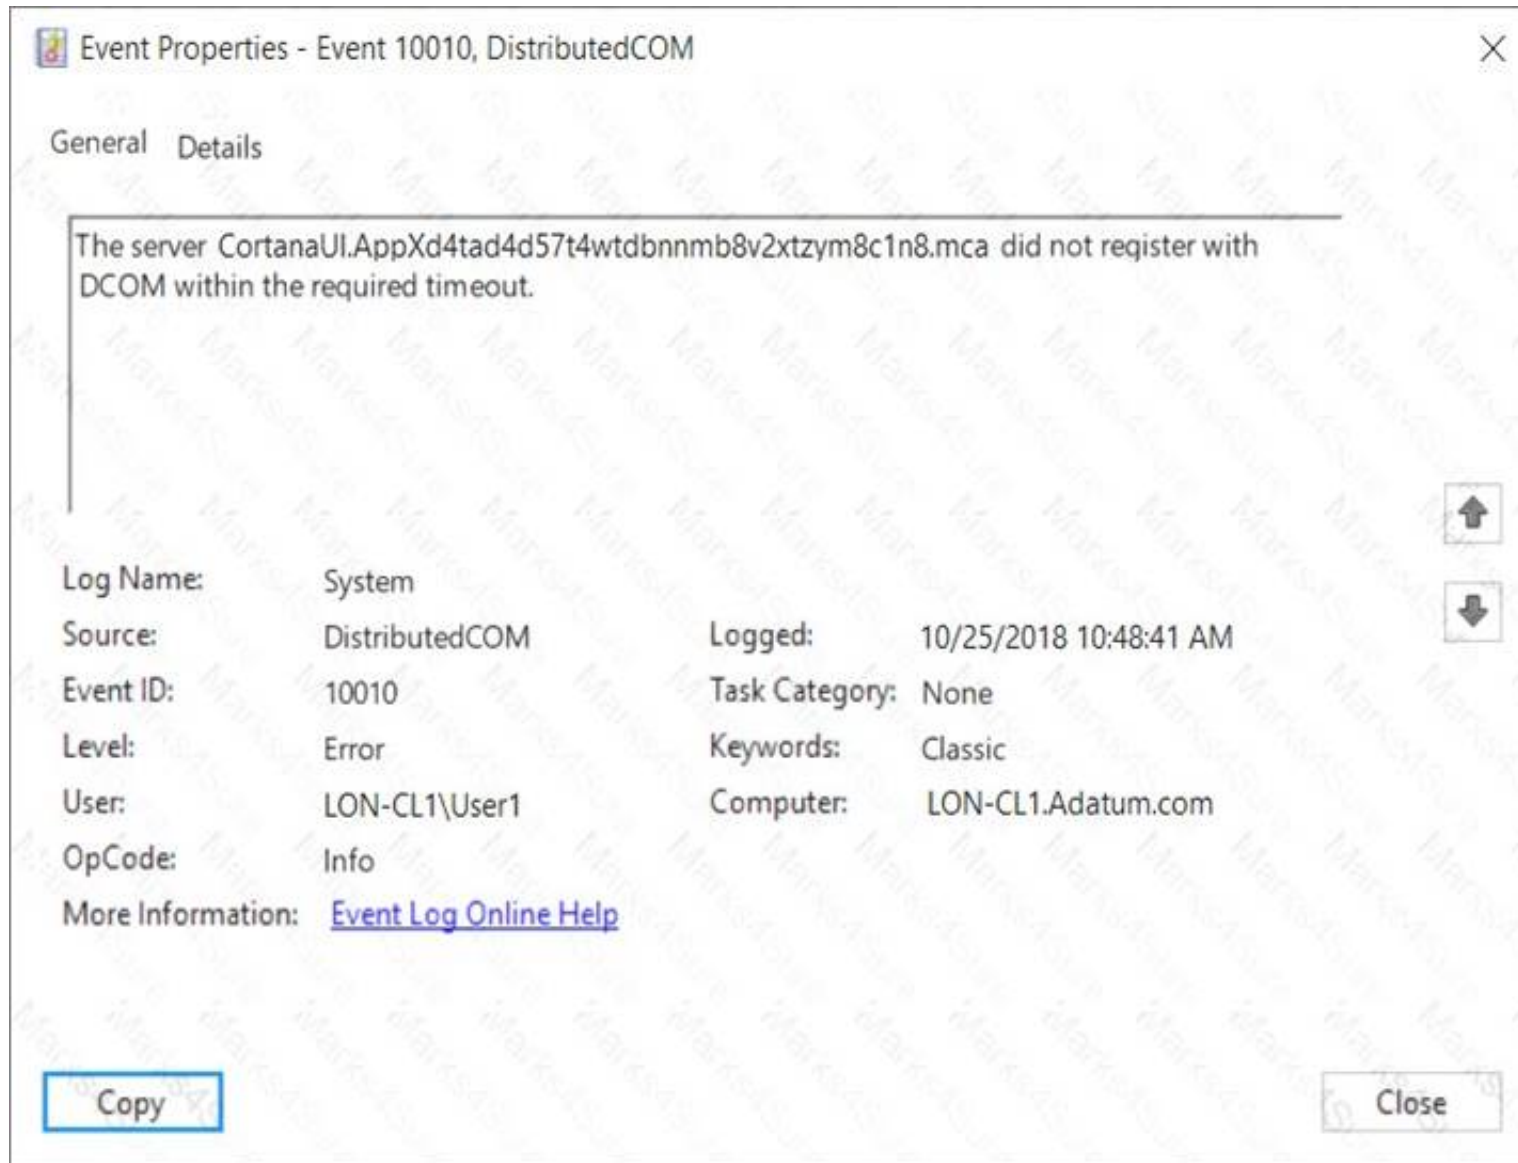 Event Properties - Event 10010, DistributedCOM
General Details
The server CortanaUI.AppXd4tad4d57t4wtdbnnmb8v2xtzym8c1n8.mca did not register with
DCOM within the required timeout.
Log Name: System
Source: DistributedCOM Logged: 10/25/2018 10:48:41 AM
Event ID: 10010 Task Category: None
Level: Error Keywords: Classic
User: LON-CL1\User1 Computer: LON-CL1.Adatum.com
OpCode: Info
More Information: Event Log Online Help
Copy Close
Marks4Sure